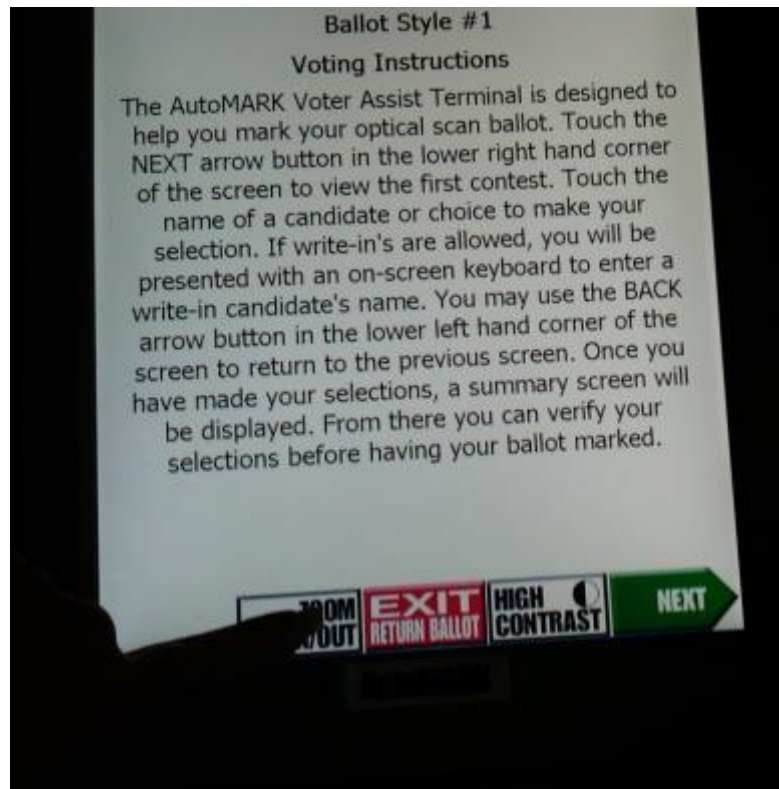 Ballot Style #1
Voting Instructions
The AutoMARK Voter Assist Terminal is designed to
help you mark your optical scan ballot. Touch the
NEXT arrow button in the lower right hand corner
of the screen to view the first contest. Touch the
name of a candidate or choice to make your
selection. If write-in's are allowed, you will be
presented with an on-screen keyboard to enter a
write-in candidate's name. You may use the BACK
arrow button in the lower left hand corner of the
screen to return to the previous screen. Once you
have made your selections, a summary screen will
be displayed. From there you can verify your
selections before having your ballot marked.
EXIT
RETURN BALLOT
HIGH
CONTRAST
NEXT